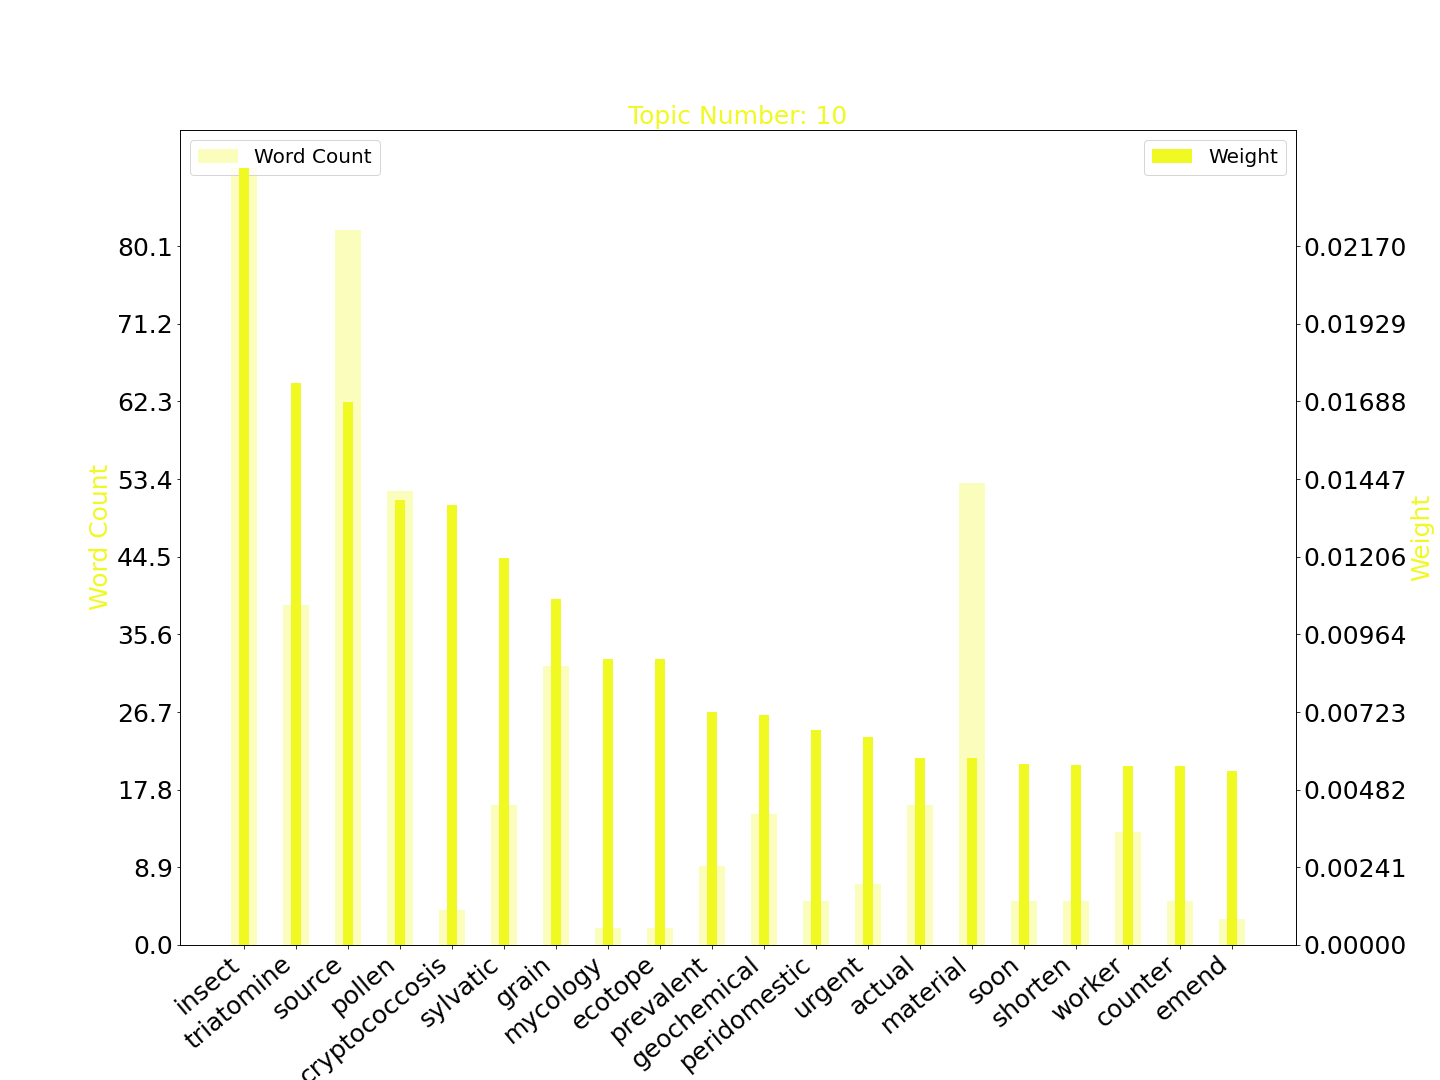 Topic Number: 10
Word Count
Weight
80.1
71.2
62.3
53.4
44.5
35.6
26.7
17.8
8.9
0.0
Word Count
0.02170
0.01929
0.01688
0.01447
0.01206
0.00964
0.00723
0.00482
0.00241
0.00000
Weight
insect
triatomine
source
pollen
cryptococcosis
sylvatic
grain
mycology
ecotope
prevalent
geochemical
peridomestic
urgent
actual
material
soon
shorten
worker
counter
emend